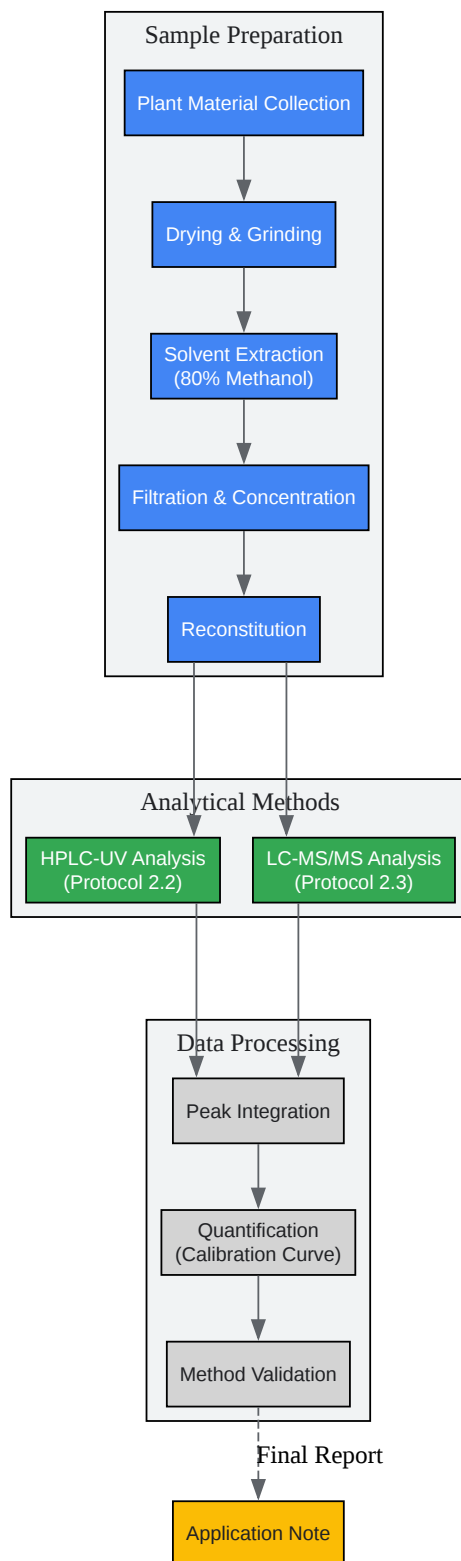 Sample Preparation
Plant Material Collection
Drying & Grinding
Solvent Extraction
(80% Methanol)
Filtration & Concentration
Reconstitution
Analytical Methods
HPLC-UV Analysis
(Protocol 2.2)
LC-MS/MS Analysis
(Protocol 2.3)
Data Processing
Peak Integration
Quantification
(Calibration Curve)
Method Validation
Final Report
Application Note